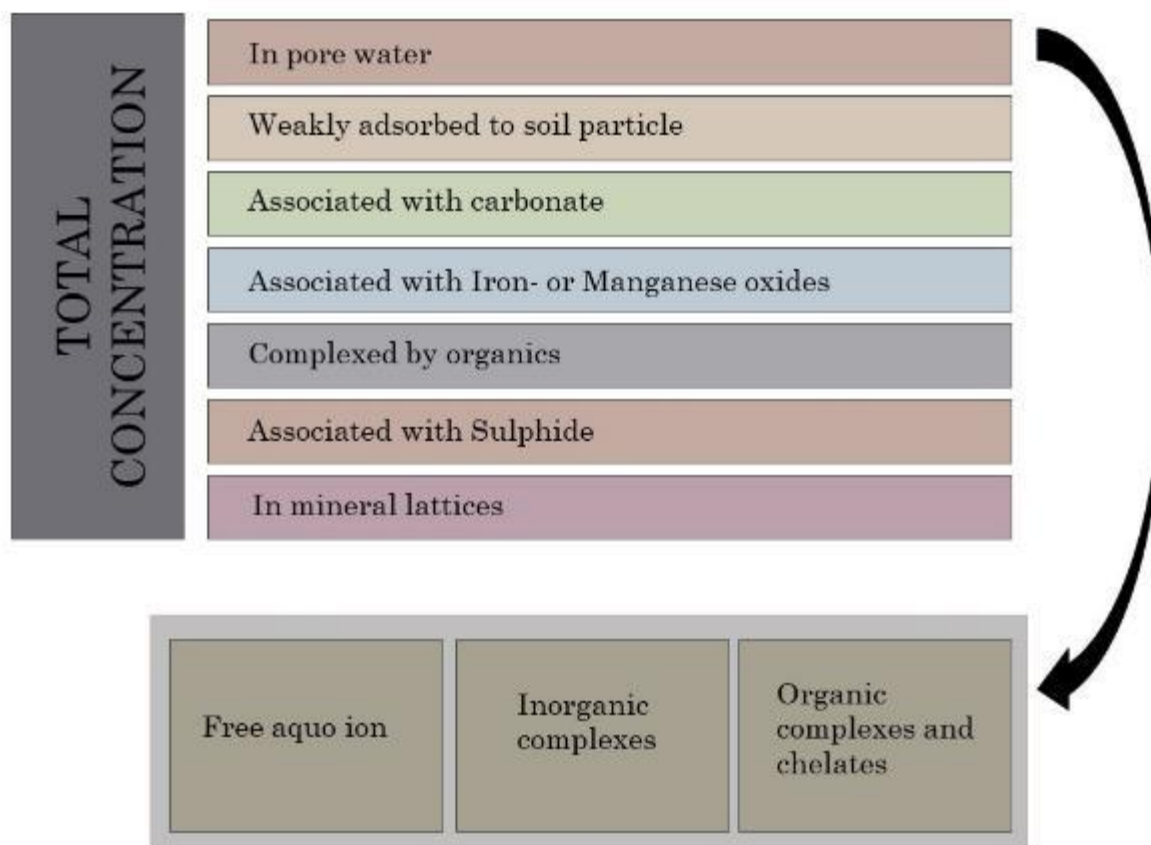 TOTAL
CONCENTRATION
In pore water
Weakly adsorbed to soil particle
Associated with carbonate
Associated with Iron- or Manganese oxides
Complexed by organics
Associated with Sulphide
In mineral lattices
Free aquo ion
Inorganic
complexes
Organic
complexes and
chelates